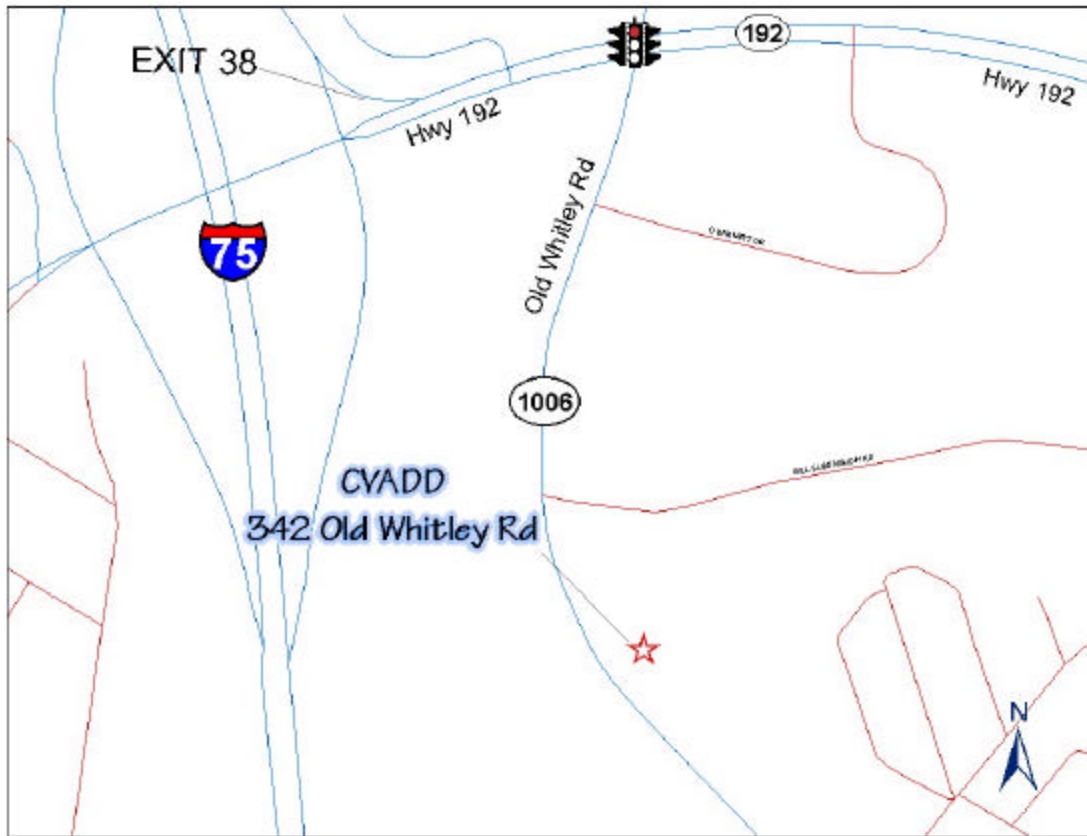 192
EXIT 38
Hwy 192
Hwy 192
Old Whitley Rd
75
1006
CVADD
342 Old Whitley Rd
N